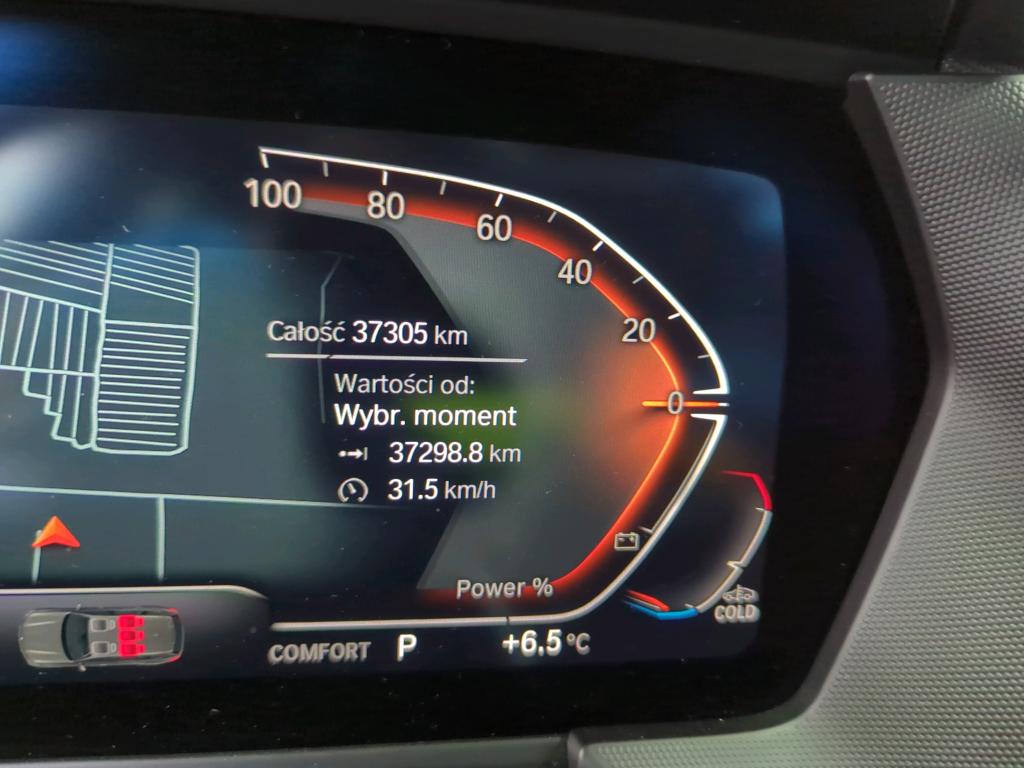 100
80
60
40
20
0
Całość 37305 km
Wartości od:
Wybr. moment
37298.8 km
31.5 km/h
Power %
COLD
COMFORT P +6.5 °C